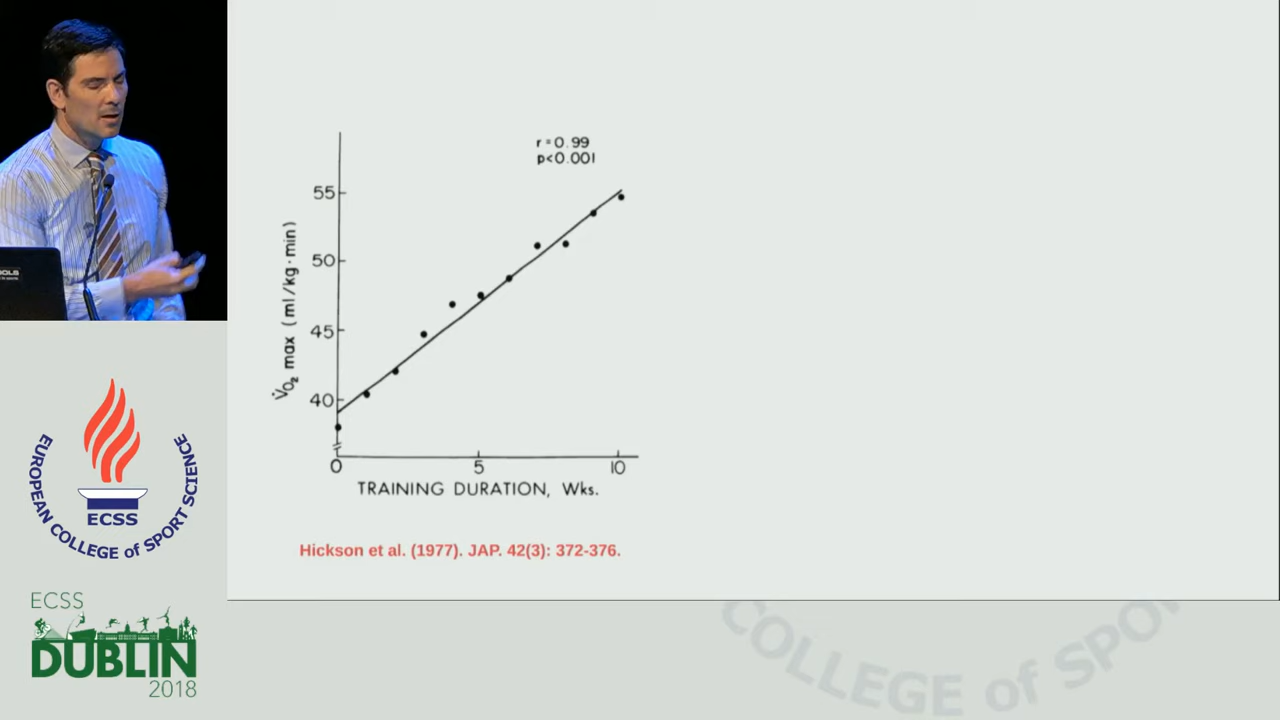 r=0.99
p<0.001
55
50
45
40
V̇O₂ max (ml/kg·min)
0 5 10
TRAINING DURATION, Wks.
Hickson et al. (1977). JAP. 42(3): 372-376.
EUROPEAN COLLEGE of SPORT SCIENCE
ECSS
ECSS
DUBLIN
2018
COLLEGE of SPOR